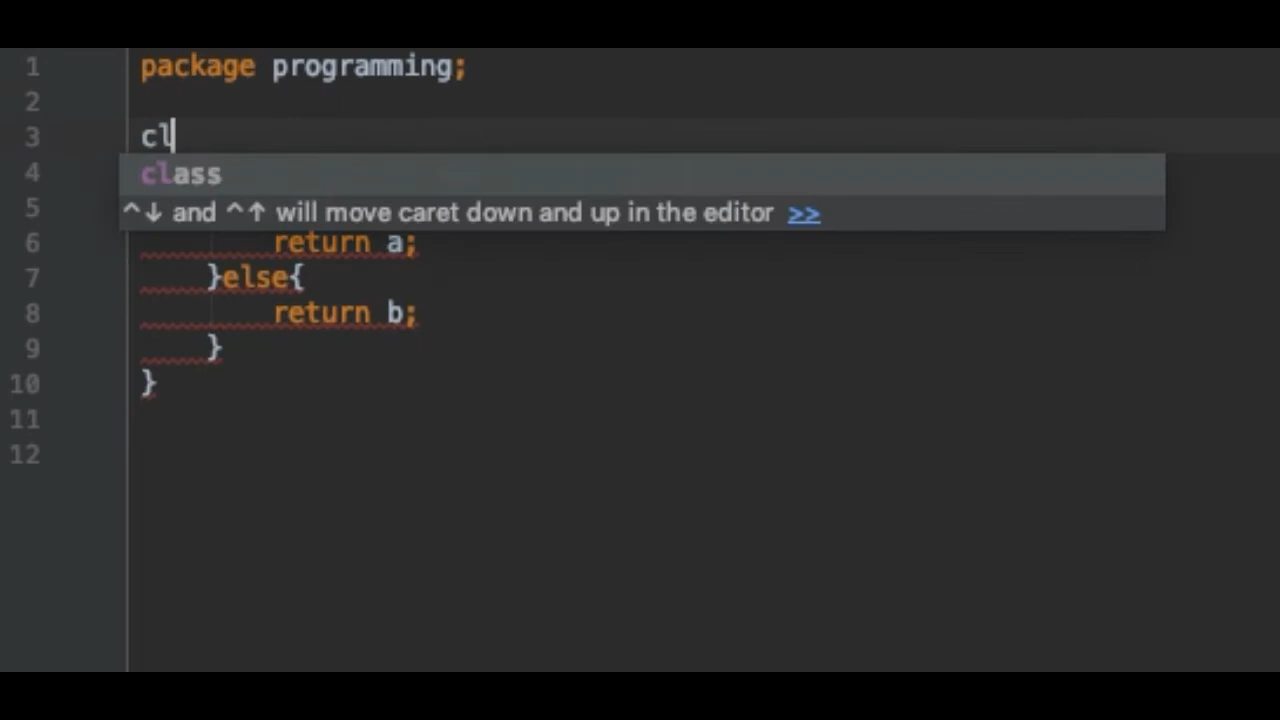 1 package programming;
2
3 cl
4 class
5 ^↓ and ^↑ will move caret down and up in the editor >>
6 return a;
7 }else{
8 return b;
9 }
10 }
11
12